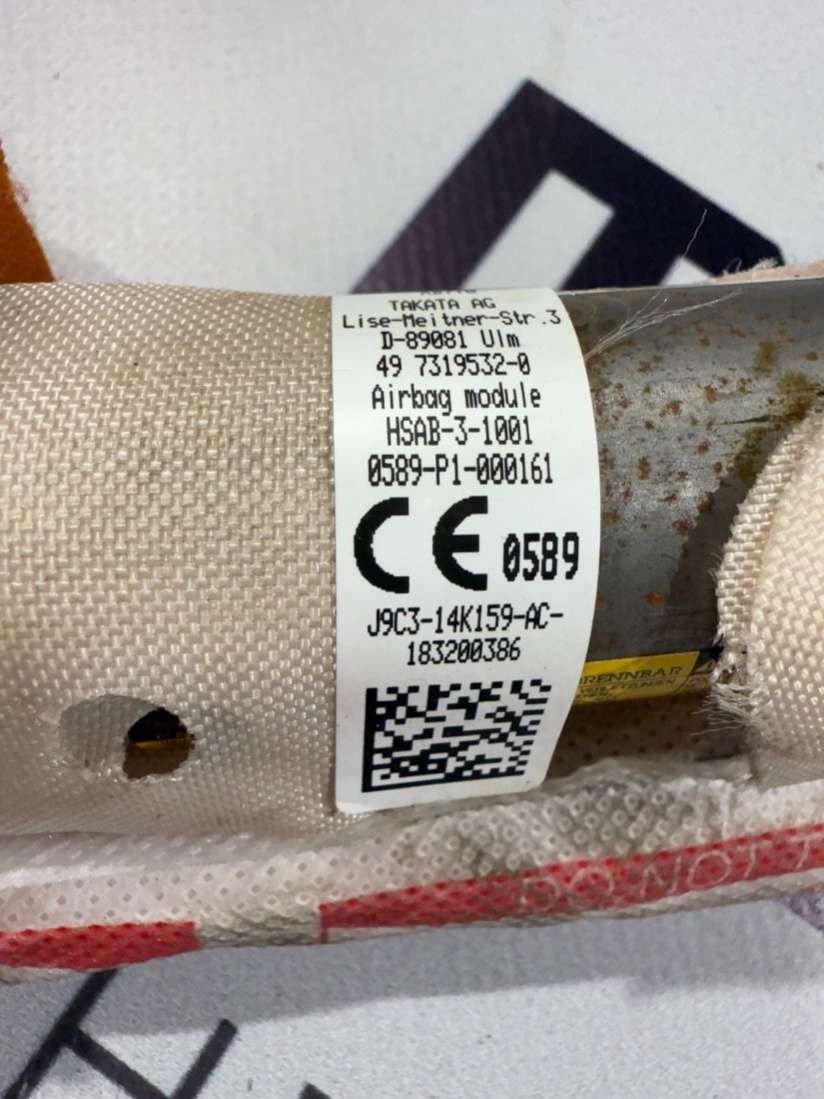 TAKATA AG
Lise-Meitner-Str.3
D-89081 Ulm
49 7319532-0
Airbag module
HSAB-3-1001
0589-P1-000161
CE 0589
J9C3-14K159-AC-
183200386
DO NOT